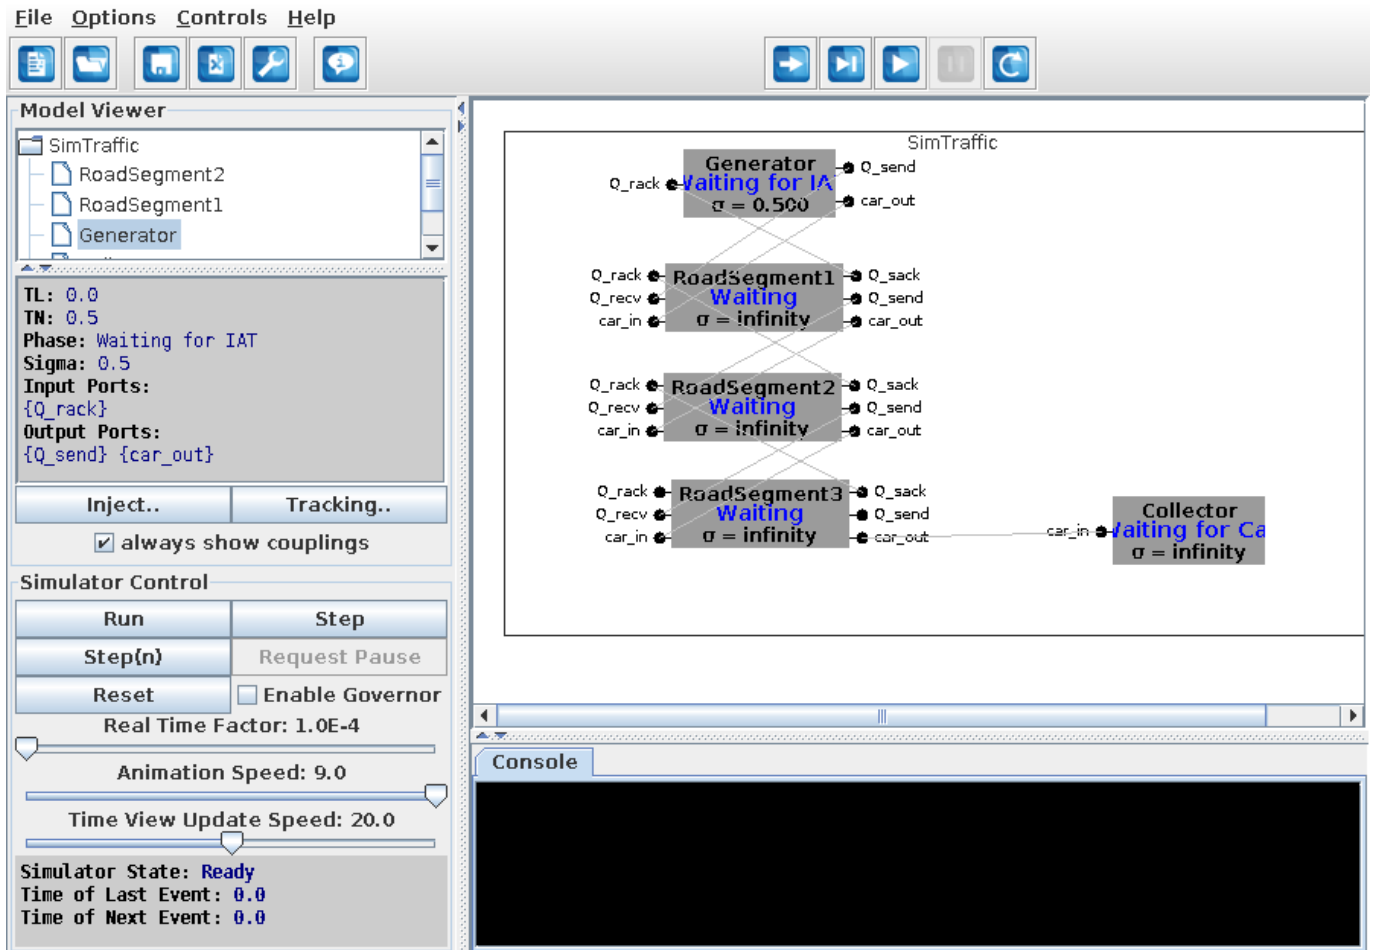 File Options Controls Help
Model Viewer
SimTraffic
RoadSegment2
RoadSegment1
Generator
TL: 0.0
TN: 0.5
Phase: Waiting for IAT
Sigma: 0.5
Input Ports:
{Q_rack}
Output Ports:
{Q_send} {car_out}
Inject..
Tracking..
always show couplings
Simulator Control
Run
Step
Step(n)
Request Pause
Reset
Enable Governor
Real Time Factor: 1.0E-4
Animation Speed: 9.0
Time View Update Speed: 20.0
Simulator State: Ready
Time of Last Event: 0.0
Time of Next Event: 0.0
SimTraffic
Generator
Q_rack
Waiting for IA
σ = 0.500
Q_send
car_out
Q_rack
Q_recv
car_in
RoadSegment1
Waiting
σ = infinity
Q_sack
Q_send
car_out
Q_rack
Q_recv
car_in
RoadSegment2
Waiting
σ = infinity
Q_sack
Q_send
car_out
Q_rack
Q_recv
car_in
RoadSegment3
Waiting
σ = infinity
Q_sack
Q_send
car_out
car_in
Collector
Waiting for Ca
σ = infinity
Console